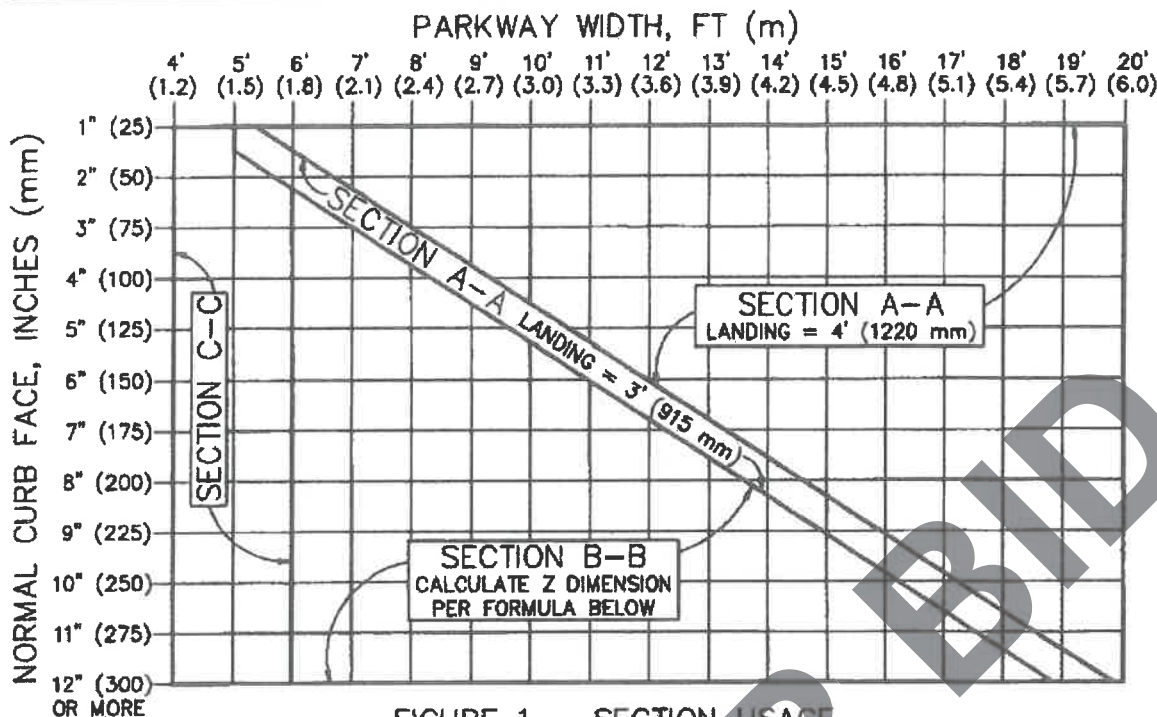 PARKWAY WIDTH, FT (m)
4' 5' 6' 7' 8' 9' 10' 11' 12' 13' 14' 15' 16' 17' 18' 19' 20'
(1.2) (1.5) (1.8) (2.1) (2.4) (2.7) (3.0) (3.3) (3.6) (3.9) (4.2) (4.5) (4.8) (5.1) (5.4) (5.7) (6.0)
NORMAL CURB FACE, INCHES (mm)
1" (25)
2" (50)
3" (75)
4" (100)
5" (125)
6" (150)
7" (175)
8" (200)
9" (225)
10" (250)
11" (275)
12" (300)
OR MORE
SECTION C-C
SECTION A-A LANDING = 3' (915 mm)
SECTION A-A
LANDING = 4' (1220 mm)
SECTION B-B
CALCULATE Z DIMENSION
PER FORMULA BELOW
FIGURE 1 - SECTION USAGE
BID